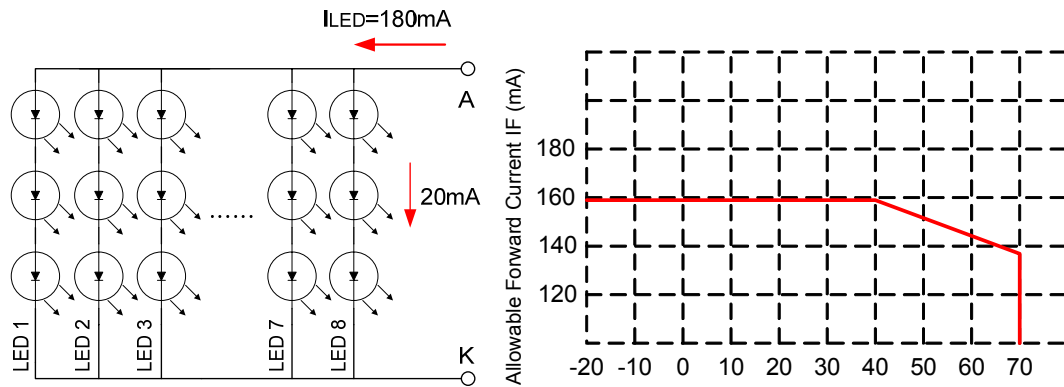 ILED=180mA
A
20mA
......
LED 1
LED 2
LED 3
LED 7
LED 8
K
Allowable Forward Current IF (mA)
180
160
140
120
-20 -10 0 10 20 30 40 50 60 70